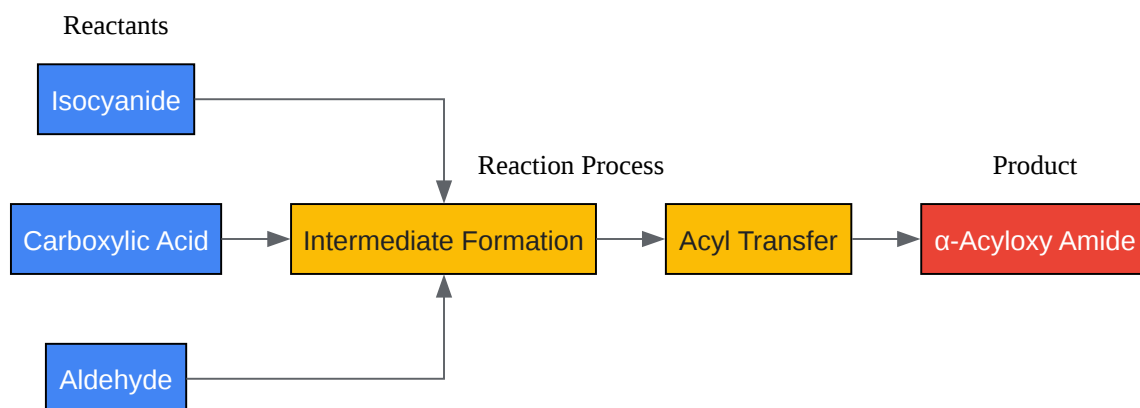 Reactants
Isocyanide
Reaction Process
Product
Carboxylic Acid
Intermediate Formation
Acyl Transfer
α-Acyloxy Amide
Aldehyde